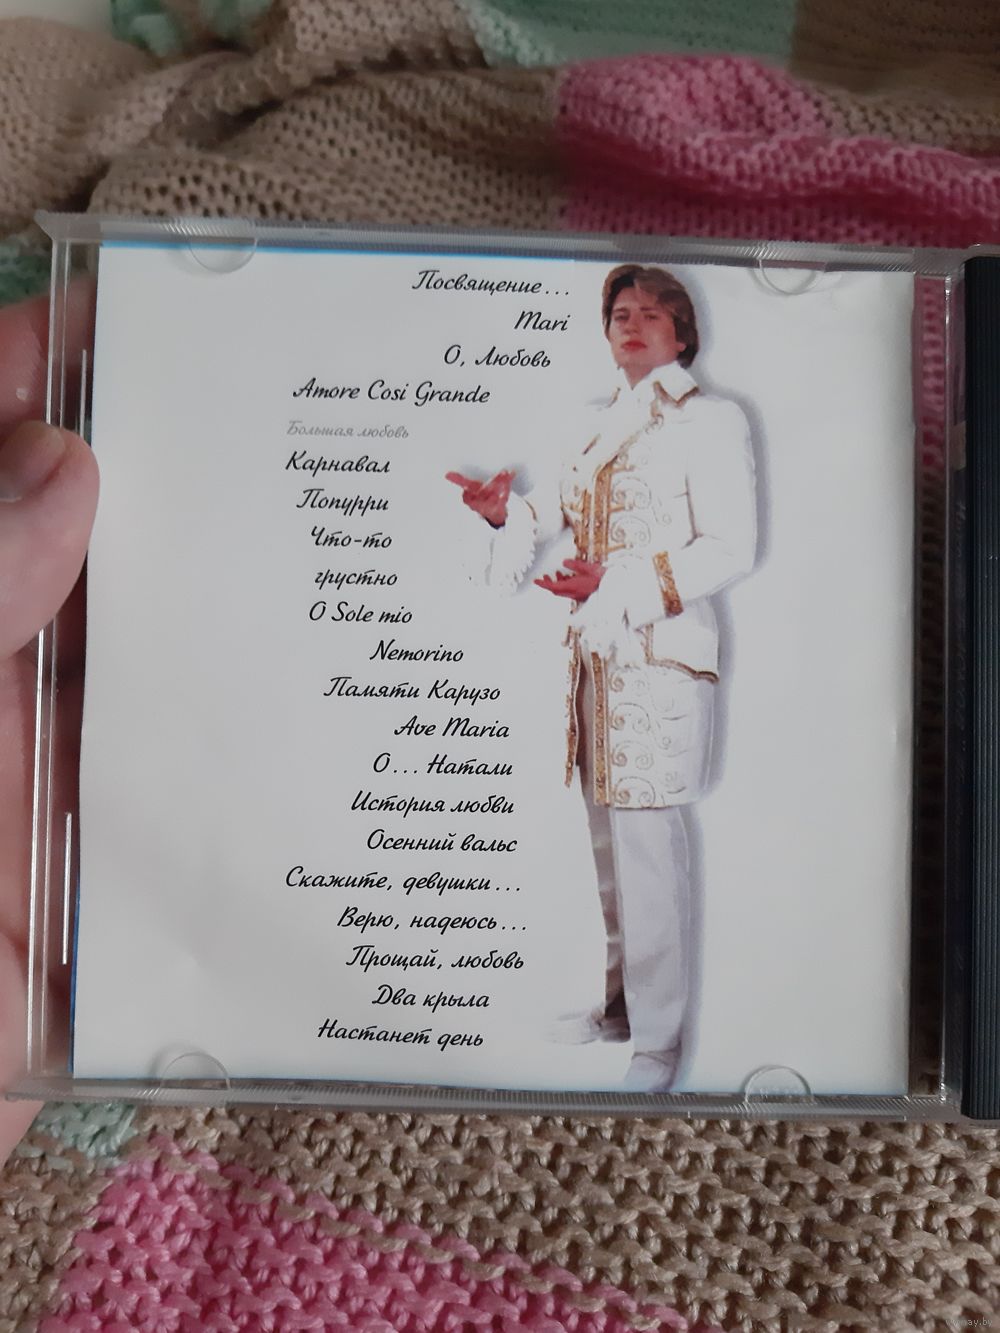 Посвящение...
Mari
О, Любовь
Amore Cosi Grande
Большая любовь
Карнавал
Попурри
Что-то
грустно
O Sole mio
Nemorino
Памяти Карузо
Ave Maria
О... Натали
История любви
Осенний вальс
Скажите, девушки...
Верю, надеюсь...
Прощай, любовь
Два крыла
Настанет день